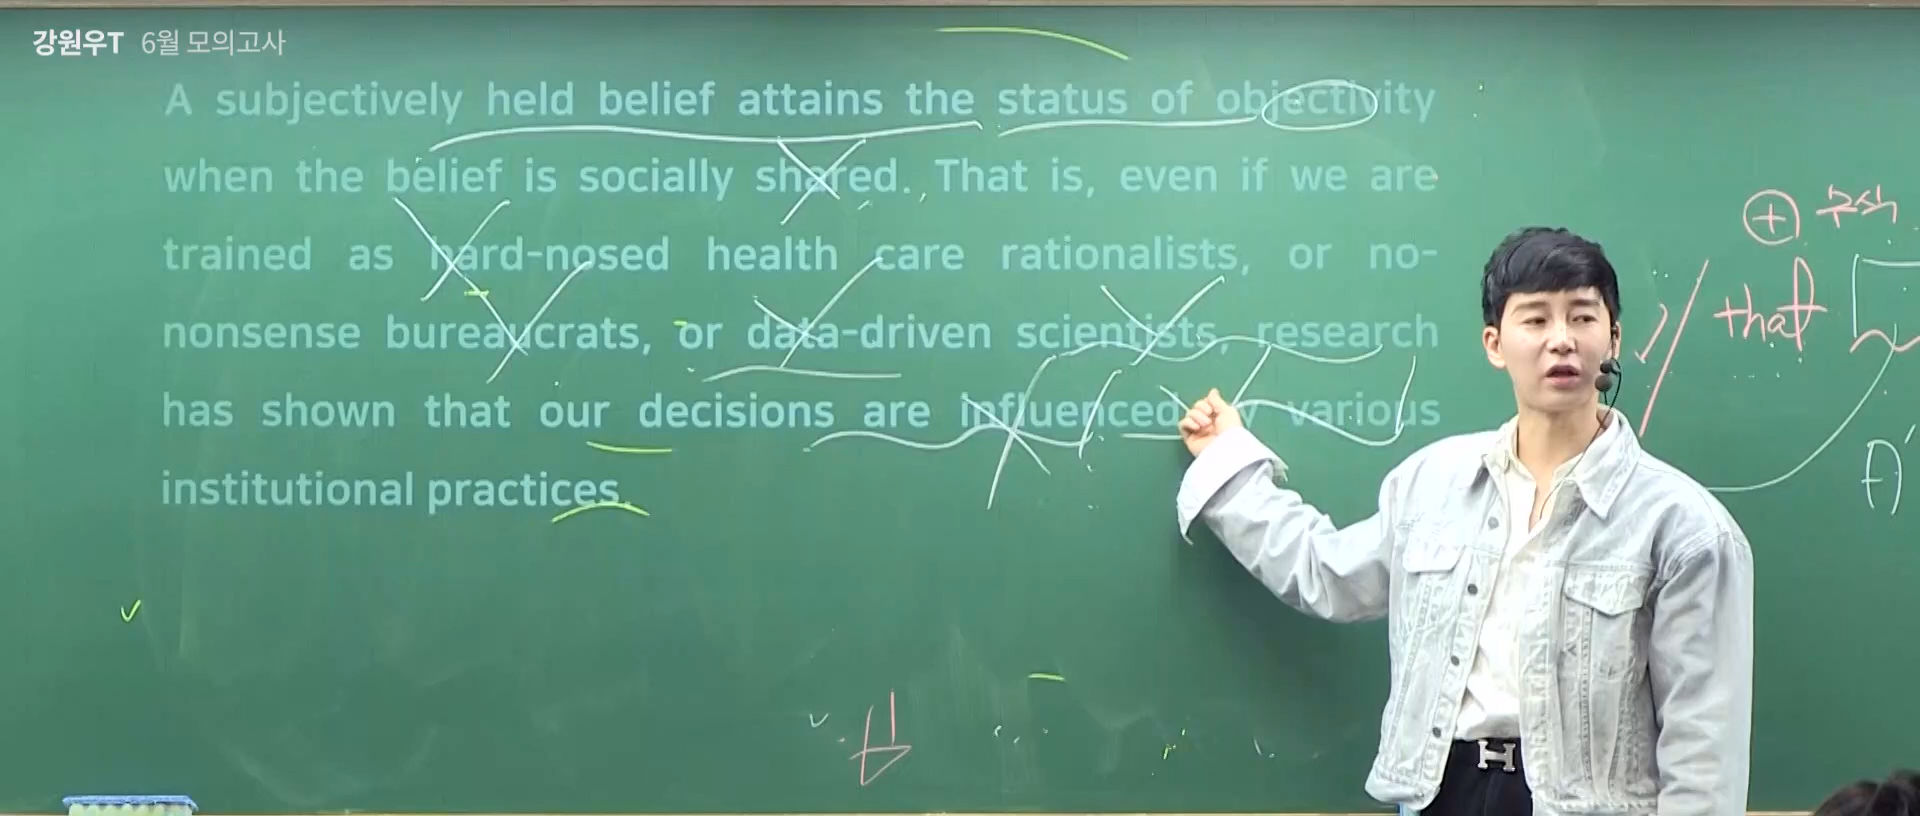 강원우T 6월 모의고사
A subjectively held belief attains the status of objectivity
when the belief is socially shared. That is, even if we are
trained as hard-nosed health care rationalists, or no-
nonsense bureaucrats, or data-driven scientists, research
has shown that our decisions are influenced by various
institutional practices.
+
that
A'